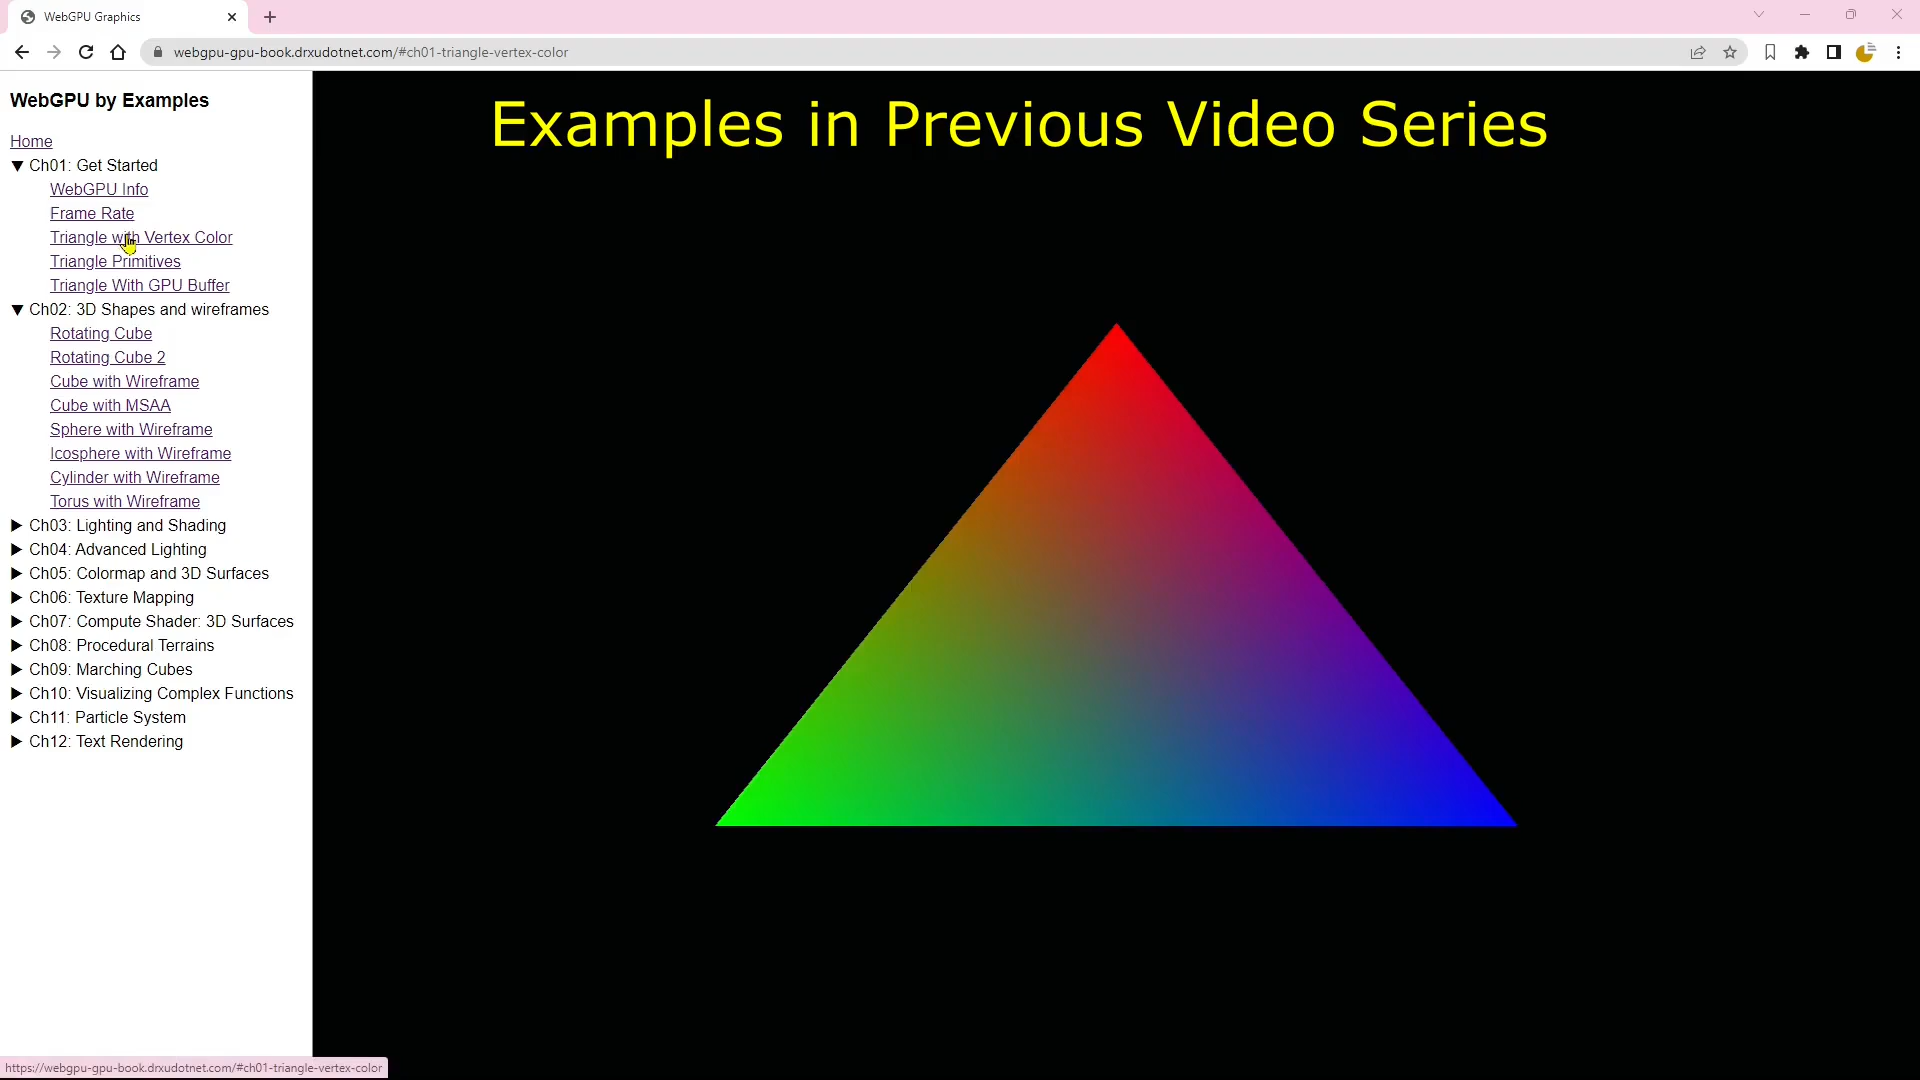 WebGPU Graphics
webgpu-gpu-book.drxudotnet.com/#ch01-triangle-vertex-color
WebGPU by Examples
Home
Ch01: Get Started
WebGPU Info
Frame Rate
Triangle with Vertex Color
Triangle Primitives
Triangle With GPU Buffer
Ch02: 3D Shapes and wireframes
Rotating Cube
Rotating Cube 2
Cube with Wireframe
Cube with MSAA
Sphere with Wireframe
Icosphere with Wireframe
Cylinder with Wireframe
Torus with Wireframe
Ch03: Lighting and Shading
Ch04: Advanced Lighting
Ch05: Colormap and 3D Surfaces
Ch06: Texture Mapping
Ch07: Compute Shader: 3D Surfaces
Ch08: Procedural Terrains
Ch09: Marching Cubes
Ch10: Visualizing Complex Functions
Ch11: Particle System
Ch12: Text Rendering
Examples in Previous Video Series
https://webgpu-gpu-book.drxudotnet.com/#ch01-triangle-vertex-color